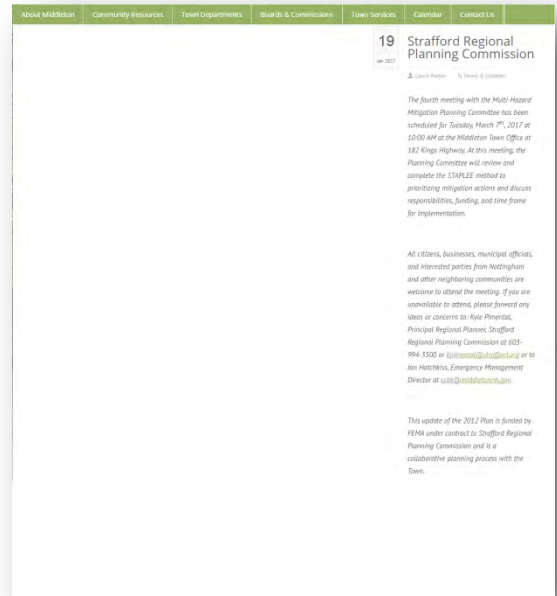 About Middleton Community Resources Town Departments Boards & Commissions Town Services Calendar Contact Us
19
Jan 2017
Strafford Regional
Planning Commission
The fourth meeting with the Multi-Hazard
Mitigation Planning Committee has been
scheduled for Tuesday, March 7th, 2017 at
10:00 AM at the Middleton Town Office at
182 Kings Highway. At this meeting, the
Planning Committee will review and
complete the STAPLEE method to
prioritizing mitigation actions and discuss
responsibilities, funding, and time frame
for implementation.
All citizens, businesses, municipal officials,
and interested parties from Nottingham
and other neighboring communities are
welcome to attend the meeting. If you are
unavailable to attend, please forward any
ideas or concerns to: Kyle Pimental,
Principal Regional Planner, Strafford
Regional Planning Commission at 603-
994-3500 or kpimental@strafford.org or to
Jon Hotchkiss, Emergency Management
Director at
This update of the 2012 Plan is funded by
FEMA under contract to Strafford Regional
Planning Commission and is a
collaborative planning process with the
Town.